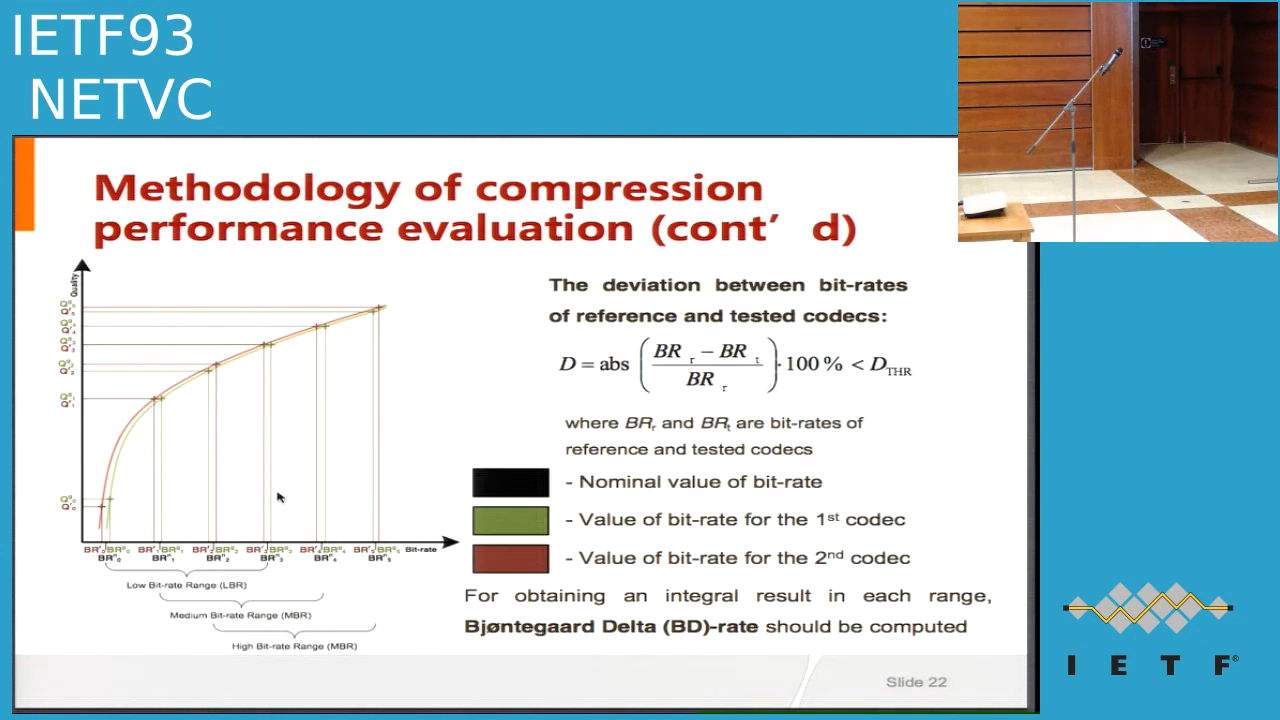 IETF93
NETVC
Methodology of compression
performance evaluation (cont’ d)
Quality
The deviation between bit-rates
of reference and tested codecs:
D = abs ( BR r – BR t / BR r ) · 100 % < D THR
where BRr and BRt are bit-rates of
reference and tested codecs
- Nominal value of bit-rate
- Value of bit-rate for the 1st codec
- Value of bit-rate for the 2nd codec
For obtaining an integral result in each range,
Bjøntegaard Delta (BD)-rate should be computed
Bit-rate
Low Bit-rate Range (LBR)
Medium Bit-rate Range (MBR)
High Bit-rate Range (MBR)
Slide 22
I E T F®